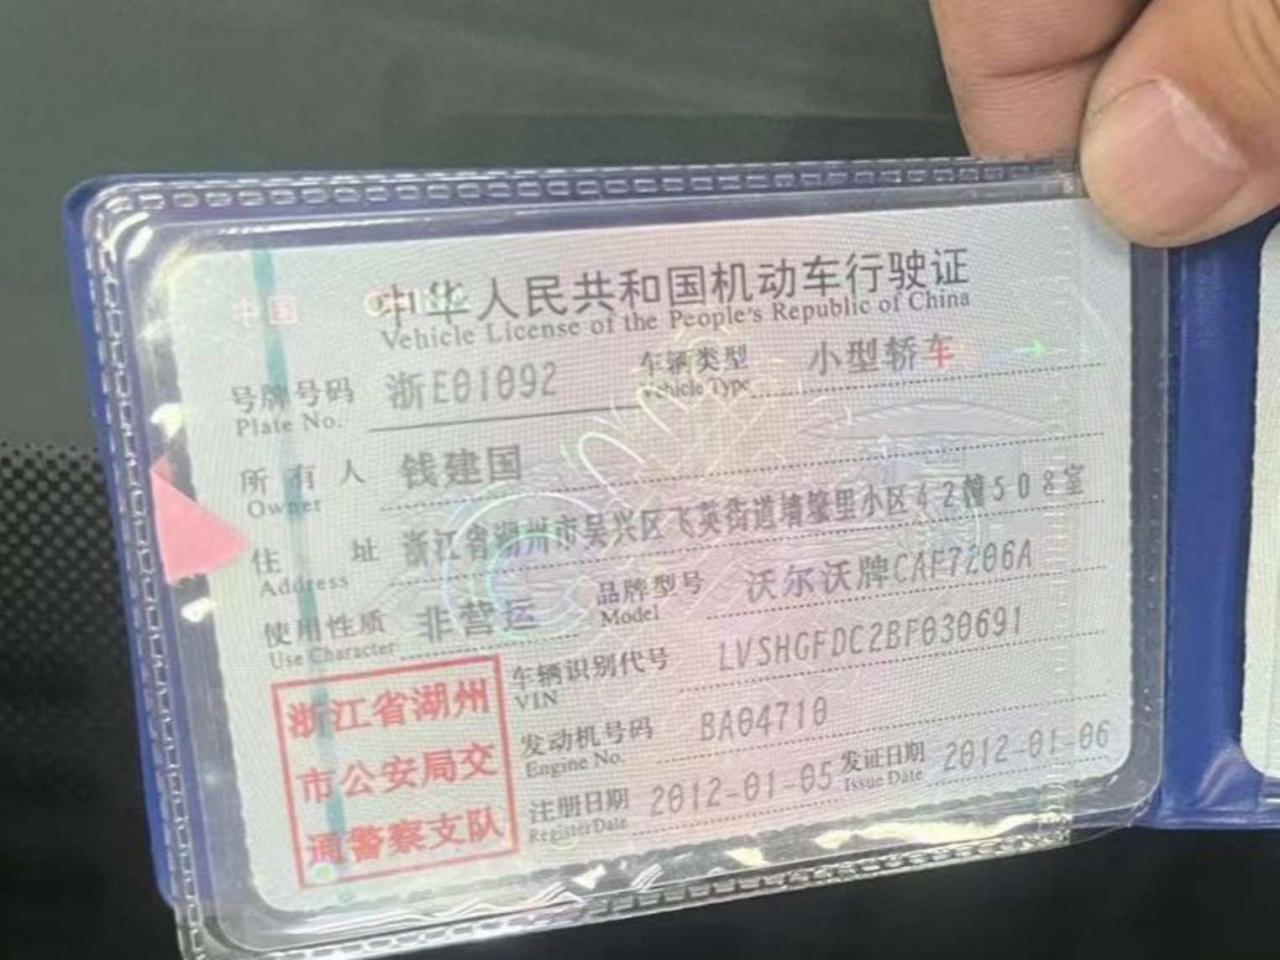 中国 CHINA
中华人民共和国机动车行驶证
Vehicle License of the People's Republic of China
号牌号码 浙E01092 车辆类型 小型轿车
Plate No. Vehicle Type
所有人 钱建国
Owner
住址 浙江省湖州市吴兴区飞英街道墙壕里小区42幢508室
Address
使用性质 非营运 品牌型号 沃尔沃牌CAF7206A
Use Character Model
车辆识别代号 LVSHGFDC2BF030691
VIN
发动机号码 BA04710
Engine No.
注册日期 2012-01-05 发证日期 2012-01-06
Register Date Issue Date
浙江省湖州
市公安局交
通警察支队